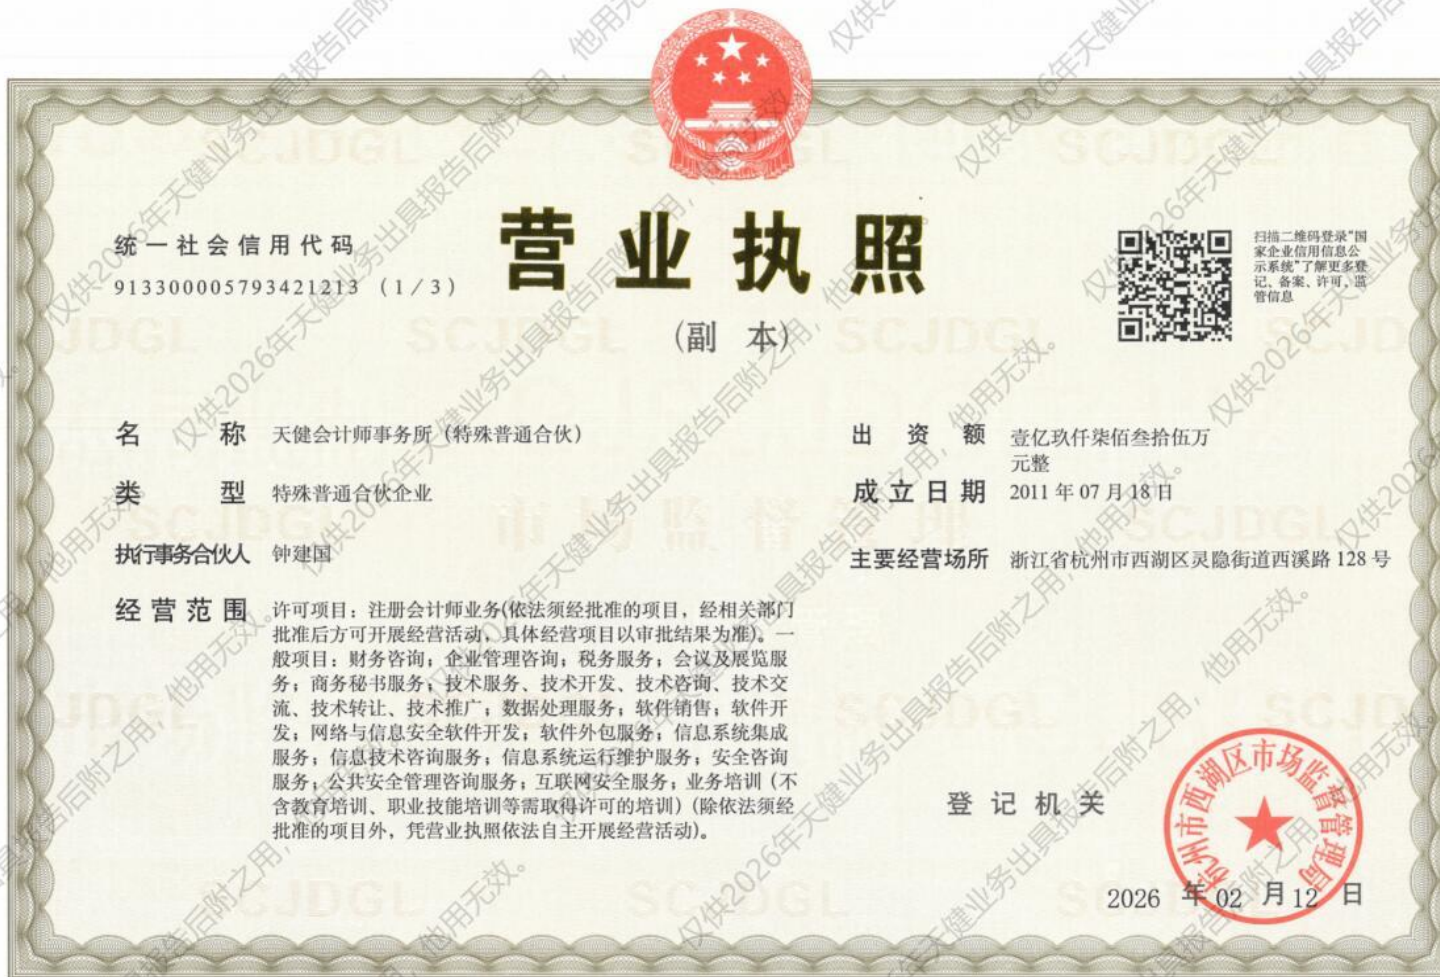 营业执照
(副 本)
统一社会信用代码
913300005793421213 (1/3)
扫描二维码登录“国
家企业信用信息公
示系统”了解更多登
记、备案、许可、监
管信息
名 称 天健会计师事务所（特殊普通合伙）
类 型 特殊普通合伙企业
执行事务合伙人 钟建国
经营范围 许可项目：注册会计师业务(依法须经批准的项目，经相关部门
批准后方可开展经营活动，具体经营项目以审批结果为准)。一
般项目：财务咨询；企业管理咨询；税务服务；会议及展览服
务；商务秘书服务；技术服务、技术开发、技术咨询、技术交
流、技术转让、技术推广；数据处理服务；软件销售；软件开
发；网络与信息安全软件开发；软件外包服务；信息系统集成
服务；信息技术咨询服务；信息系统运行维护服务；安全咨询
服务；公共安全管理咨询服务；互联网安全服务；业务培训（不
含教育培训、职业技能培训等需取得许可的培训）(除依法须经
批准的项目外，凭营业执照依法自主开展经营活动)。
出资额 壹亿玖仟柒佰叁拾伍万
元整
成立日期 2011 年 07 月 18 日
主要经营场所 浙江省杭州市西湖区灵隐街道西溪路 128 号
登记机关
杭州市西湖区市场监督管理局
2026 年 02 月 12 日
市场监督管理
SCJDGL
仅供2026年天健业务出具报告后附之用，他用无效。